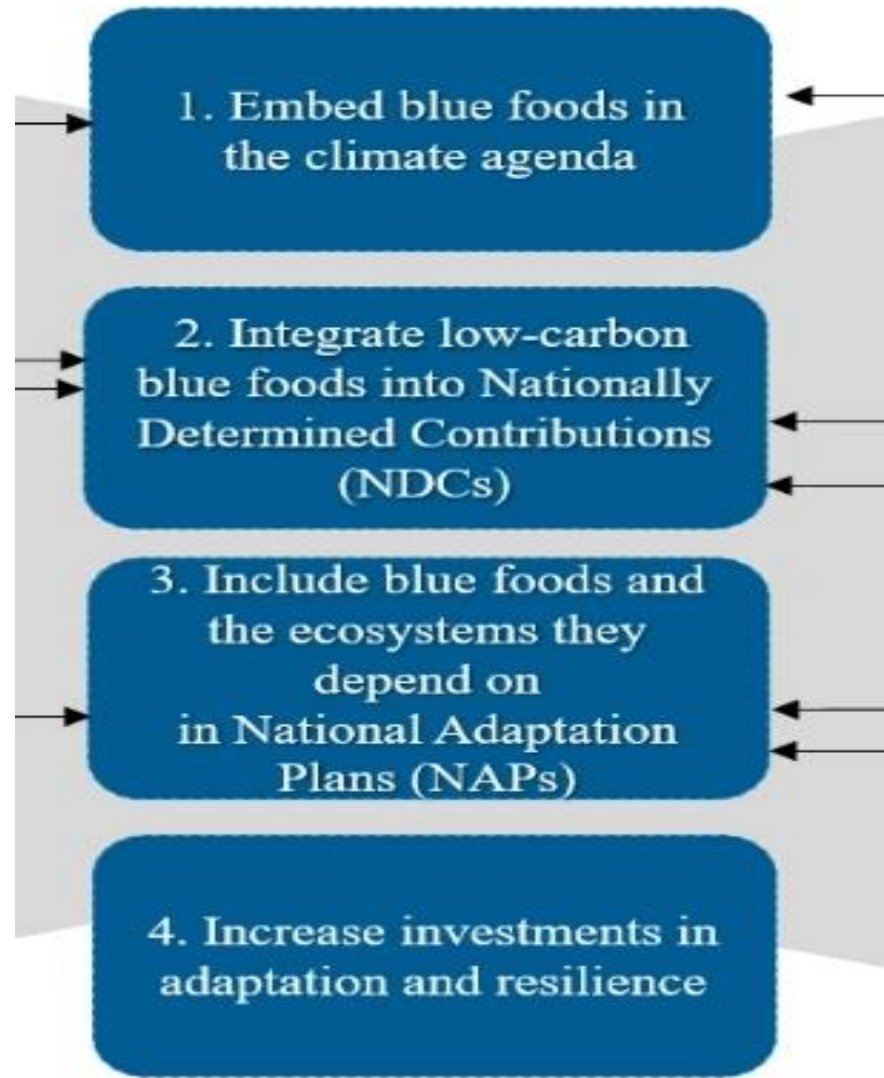 1. Embed blue foods in
the climate agenda
2. Integrate low-carbon
blue foods into Nationally
Determined Contributions
(NDCs)
3. Include blue foods and
the ecosystems they
depend on
in National Adaptation
Plans (NAPs)
4. Increase investments in
adaptation and resilience